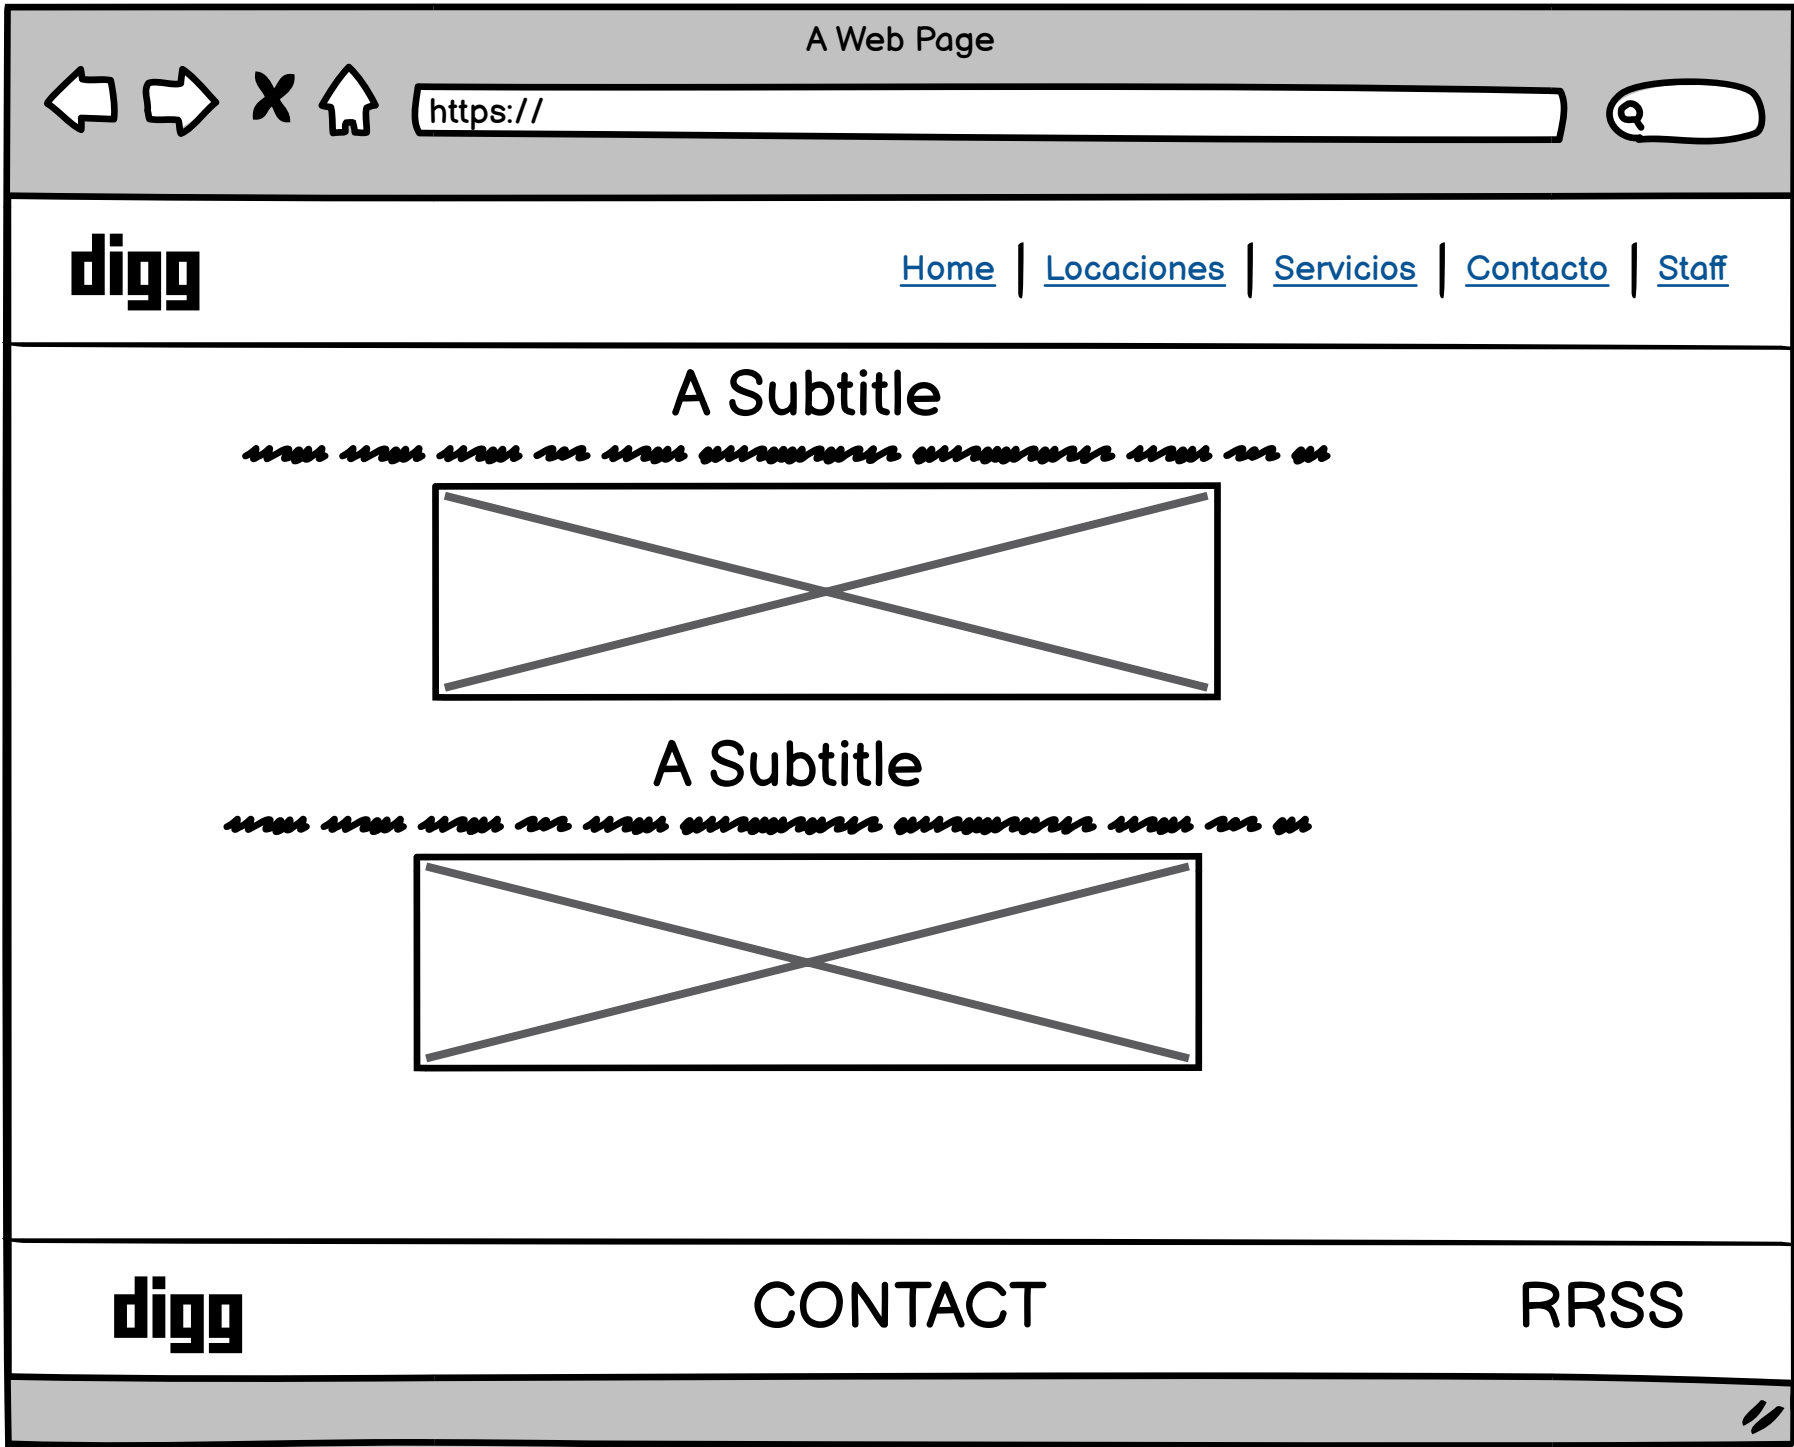 A Web Page
https://
digg
Home | Locaciones | Servicios | Contacto | Staff
A Subtitle
A Subtitle
digg CONTACT RRSS